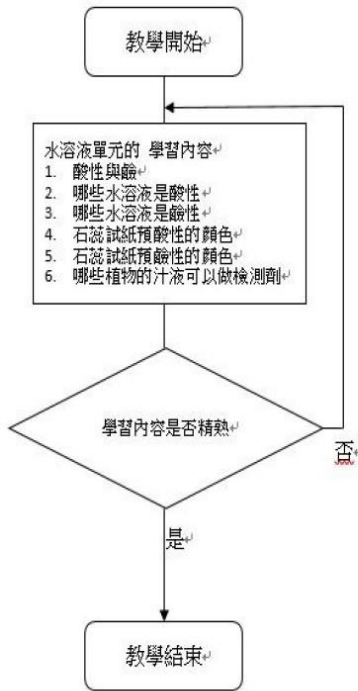 教學開始
水溶液單元的 學習內容
1. 酸性與鹼
2. 哪些水溶液是酸性
3. 哪些水溶液是鹼性
4. 石蕊試紙預酸性的顏色
5. 石蕊試紙預鹼性的顏色
6. 哪些植物的汁液可以做檢測劑
學習內容是否精熟
否
是
教學結束